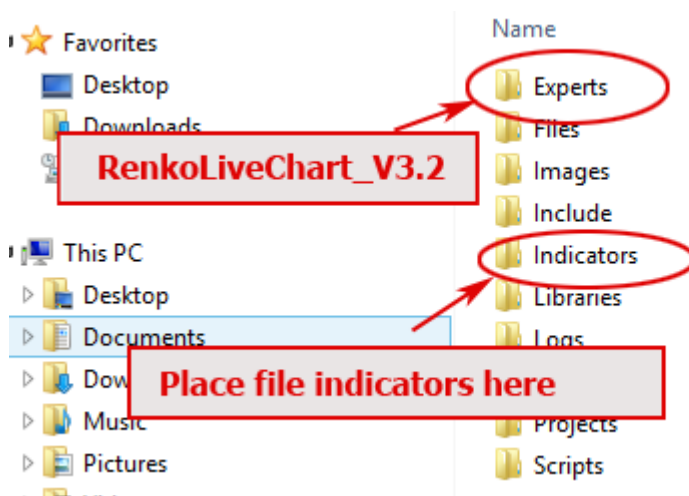 Favorites
Desktop
Downloads
RenkoLiveChart_V3.2
This PC
Desktop
Documents
Dow
Place file indicators here
Music
Pictures
Name
Experts
Files
Images
Include
Indicators
Libraries
Logs
Projects
Scripts